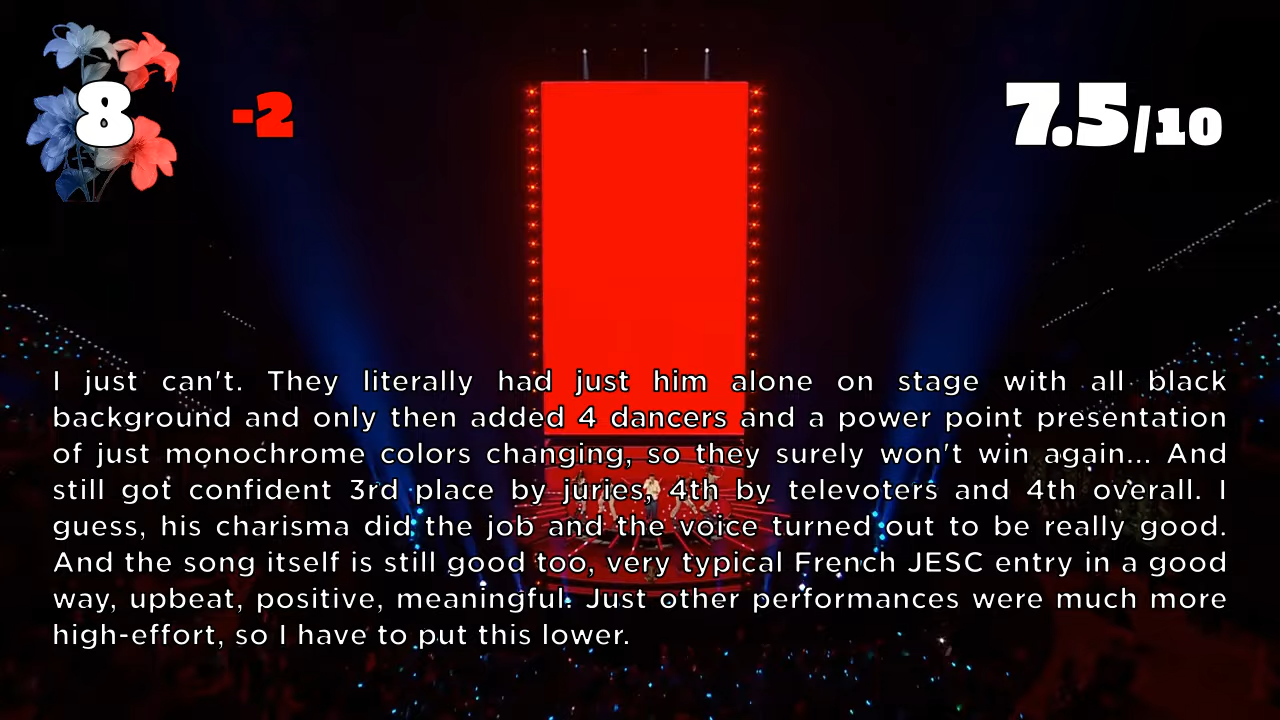 8
-2
7.5/10
I just can't. They literally had just him alone on stage with all black
background and only then added 4 dancers and a power point presentation
of just monochrome colors changing, so they surely won't win again... And
still got confident 3rd place by juries, 4th by televoters and 4th overall. I
guess, his charisma did the job and the voice turned out to be really good.
And the song itself is still good too, very typical French JESC entry in a good
way, upbeat, positive, meaningful. Just other performances were much more
high-effort, so I have to put this lower.